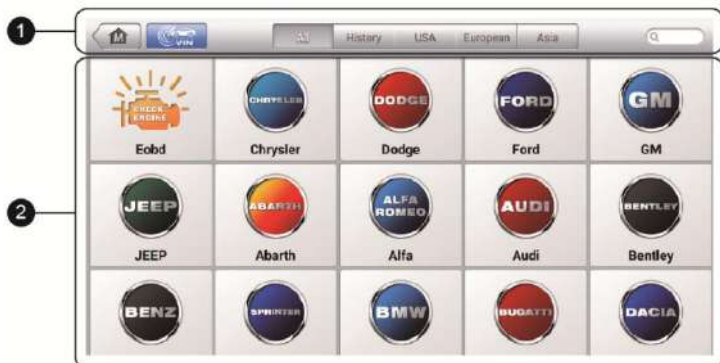 1
M VIN All History USA European Asia
2
CHECK ENGINE CHRYSLER DODGE FORD GM
Eobd Chrysler Dodge Ford GM
JEEP ABARTH ALFA ROMEO AUDI BENTLEY
JEEP Abarth Alfa Audi Bentley
BENZ SPRINTER BMW BUGATTI DACIA